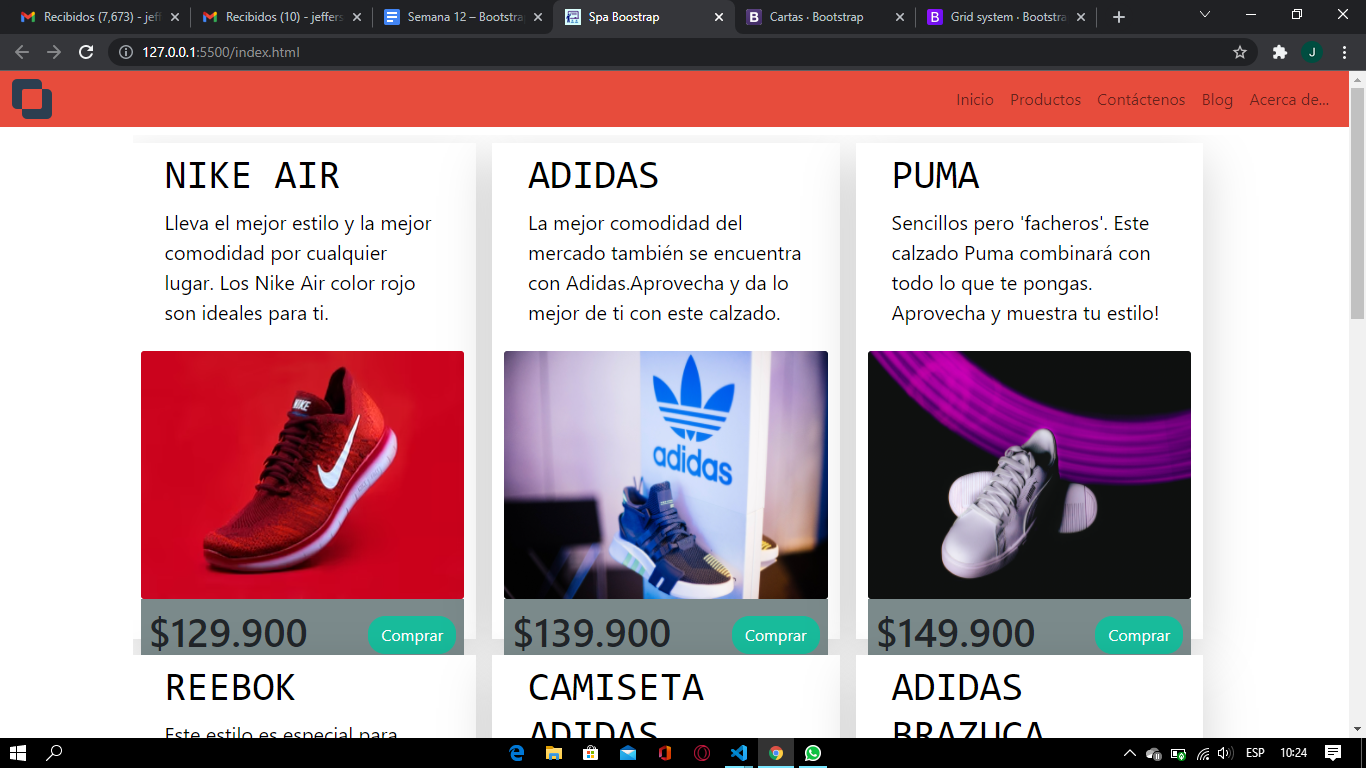 Recibidos (7,673) - jeff
Recibidos (10) - jeffers
Semana 12 – Bootstra
Spa Boostrap
Cartas · Bootstrap
Grid system · Bootstra
127.0.0.1:5500/index.html
J
Inicio Productos Contáctenos Blog Acerca de...
NIKE AIR
Lleva el mejor estilo y la mejor
comodidad por cualquier
lugar. Los Nike Air color rojo
son ideales para ti.
NIKE
$129.900
Comprar
ADIDAS
La mejor comodidad del
mercado también se encuentra
con Adidas.Aprovecha y da lo
mejor de ti con este calzado.
adidas
$139.900
Comprar
PUMA
Sencillos pero 'facheros'. Este
calzado Puma combinará con
todo lo que te pongas.
Aprovecha y muestra tu estilo!
$149.900
Comprar
REEBOK
Este estilo es especial para
CAMISETA
ADIDAS
ADIDAS
BRAZUCA
ESP
10:24